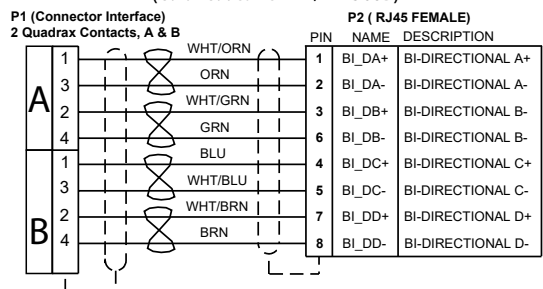 P1 (Connector Interface)
2 Quadrax Contacts, A & B
P2 ( RJ45 FEMALE)
PIN NAME DESCRIPTION
A
1 WHT/ORN 1 BI_DA+ BI-DIRECTIONAL A+
3 ORN 2 BI_DA- BI-DIRECTIONAL A-
2 WHT/GRN 3 BI_DB+ BI-DIRECTIONAL B-
4 GRN 6 BI_DB- BI-DIRECTIONAL B-
B
1 BLU 4 BI_DC+ BI-DIRECTIONAL C+
3 WHT/BLU 5 BI_DC- BI-DIRECTIONAL C-
2 WHT/BRN 7 BI_DD+ BI-DIRECTIONAL D+
4 BRN 8 BI_DD- BI-DIRECTIONAL D-